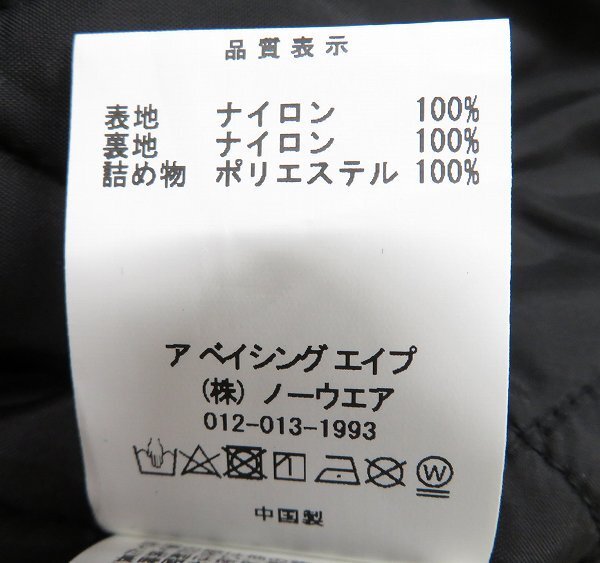 品質表示
表地 ナイロン 100%
裏地 ナイロン 100%
詰め物 ポリエステル 100%
ア ベイシング エイプ
(株) ノーウエア
012-013-1993
W
中国製